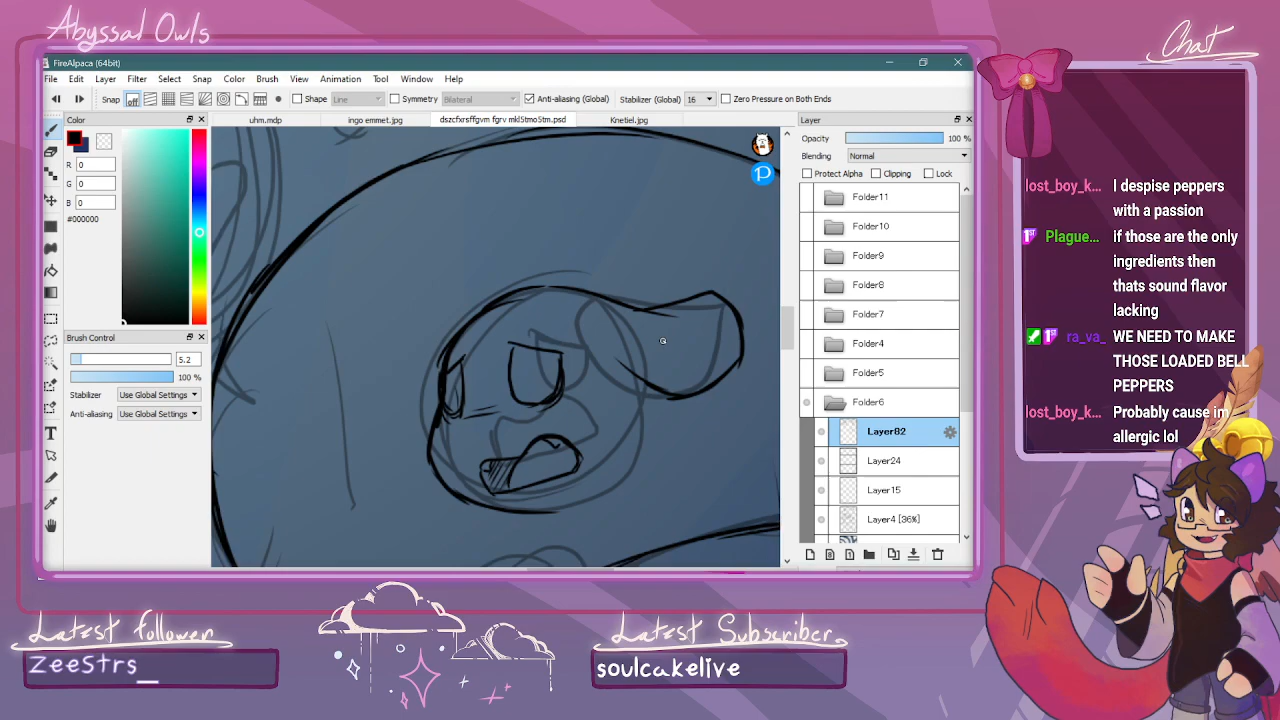 Abyssal Owls
Chat
FireAlpaca (64bit)
File Edit Layer Filter Select Snap Color Brush View Animation Tool Window Help
Snap off Shape Line Symmetry Bilateral Anti-aliasing (Global) Stabilizer (Global) 16 Zero Pressure on Both Ends
Color
uhm.mdp ingo emmet.jpg dszcfxrsffgvm fgrv mkl5tmo5tm.psd Knetiel.jpg
R 0
G 0
B 0
#000000
Brush Control
5.2
100 %
Stabilizer Use Global Settings
Anti-aliasing Use Global Settings
Layer
Opacity 100 %
Blending Normal
Protect Alpha Clipping Lock
Folder11
Folder10
Folder9
Folder8
Folder7
Folder4
Folder5
Folder6
Layer82
Layer24
Layer15
Layer4 [36%]
lost_boy_k... I despise peppers
with a passion
Plague... if those are the only
ingredients then
thats sound flavor
lacking
ra_va_ WE NEED TO MAKE
THOSE LOADED BELL
PEPPERS
lost_boy_k... Probably cause im
allergic lol
Latest follower
zeestrs_
Latest Subscriber
soulcakelive